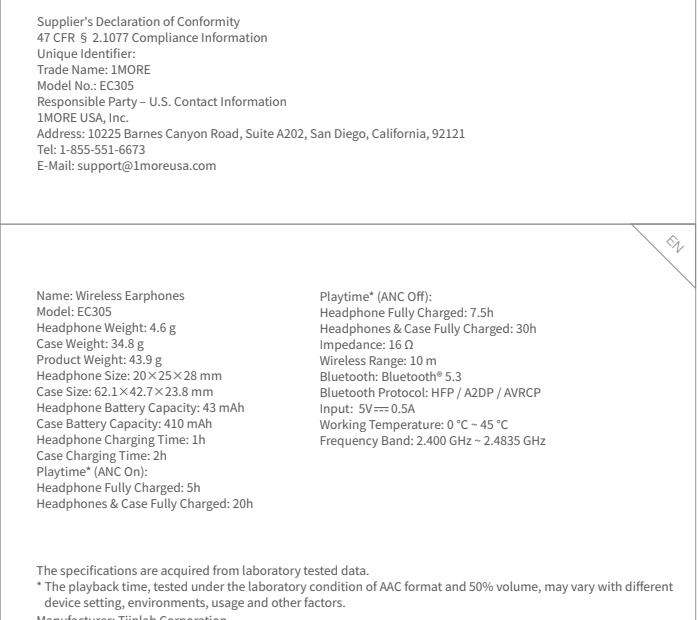 Supplier's Declaration of Conformity
47 CFR § 2.1077 Compliance Information
Unique Identifier:
Trade Name: 1MORE
Model No.: EC305
Responsible Party – U.S. Contact Information
1MORE USA, Inc.
Address: 10225 Barnes Canyon Road, Suite A202, San Diego, California, 92121
Tel: 1-855-551-6673
E-Mail: support@1moreusa.com
EN
Name: Wireless Earphones
Model: EC305
Headphone Weight: 4.6 g
Case Weight: 34.8 g
Product Weight: 43.9 g
Headphone Size: 20×25×28 mm
Case Size: 62.1×42.7×23.8 mm
Headphone Battery Capacity: 43 mAh
Case Battery Capacity: 410 mAh
Headphone Charging Time: 1h
Case Charging Time: 2h
Playtime* (ANC On):
Headphone Fully Charged: 5h
Headphones & Case Fully Charged: 20h
Playtime* (ANC Off):
Headphone Fully Charged: 7.5h
Headphones & Case Fully Charged: 30h
Impedance: 16 Ω
Wireless Range: 10 m
Bluetooth: Bluetooth® 5.3
Bluetooth Protocol: HFP / A2DP / AVRCP
Input: 5V⎓0.5A
Working Temperature: 0 °C ~ 45 °C
Frequency Band: 2.400 GHz ~ 2.4835 GHz
The specifications are acquired from laboratory tested data.
* The playback time, tested under the laboratory condition of AAC format and 50% volume, may vary with different
device setting, environments, usage and other factors.
Manufacturer: Tiinlab Corporation